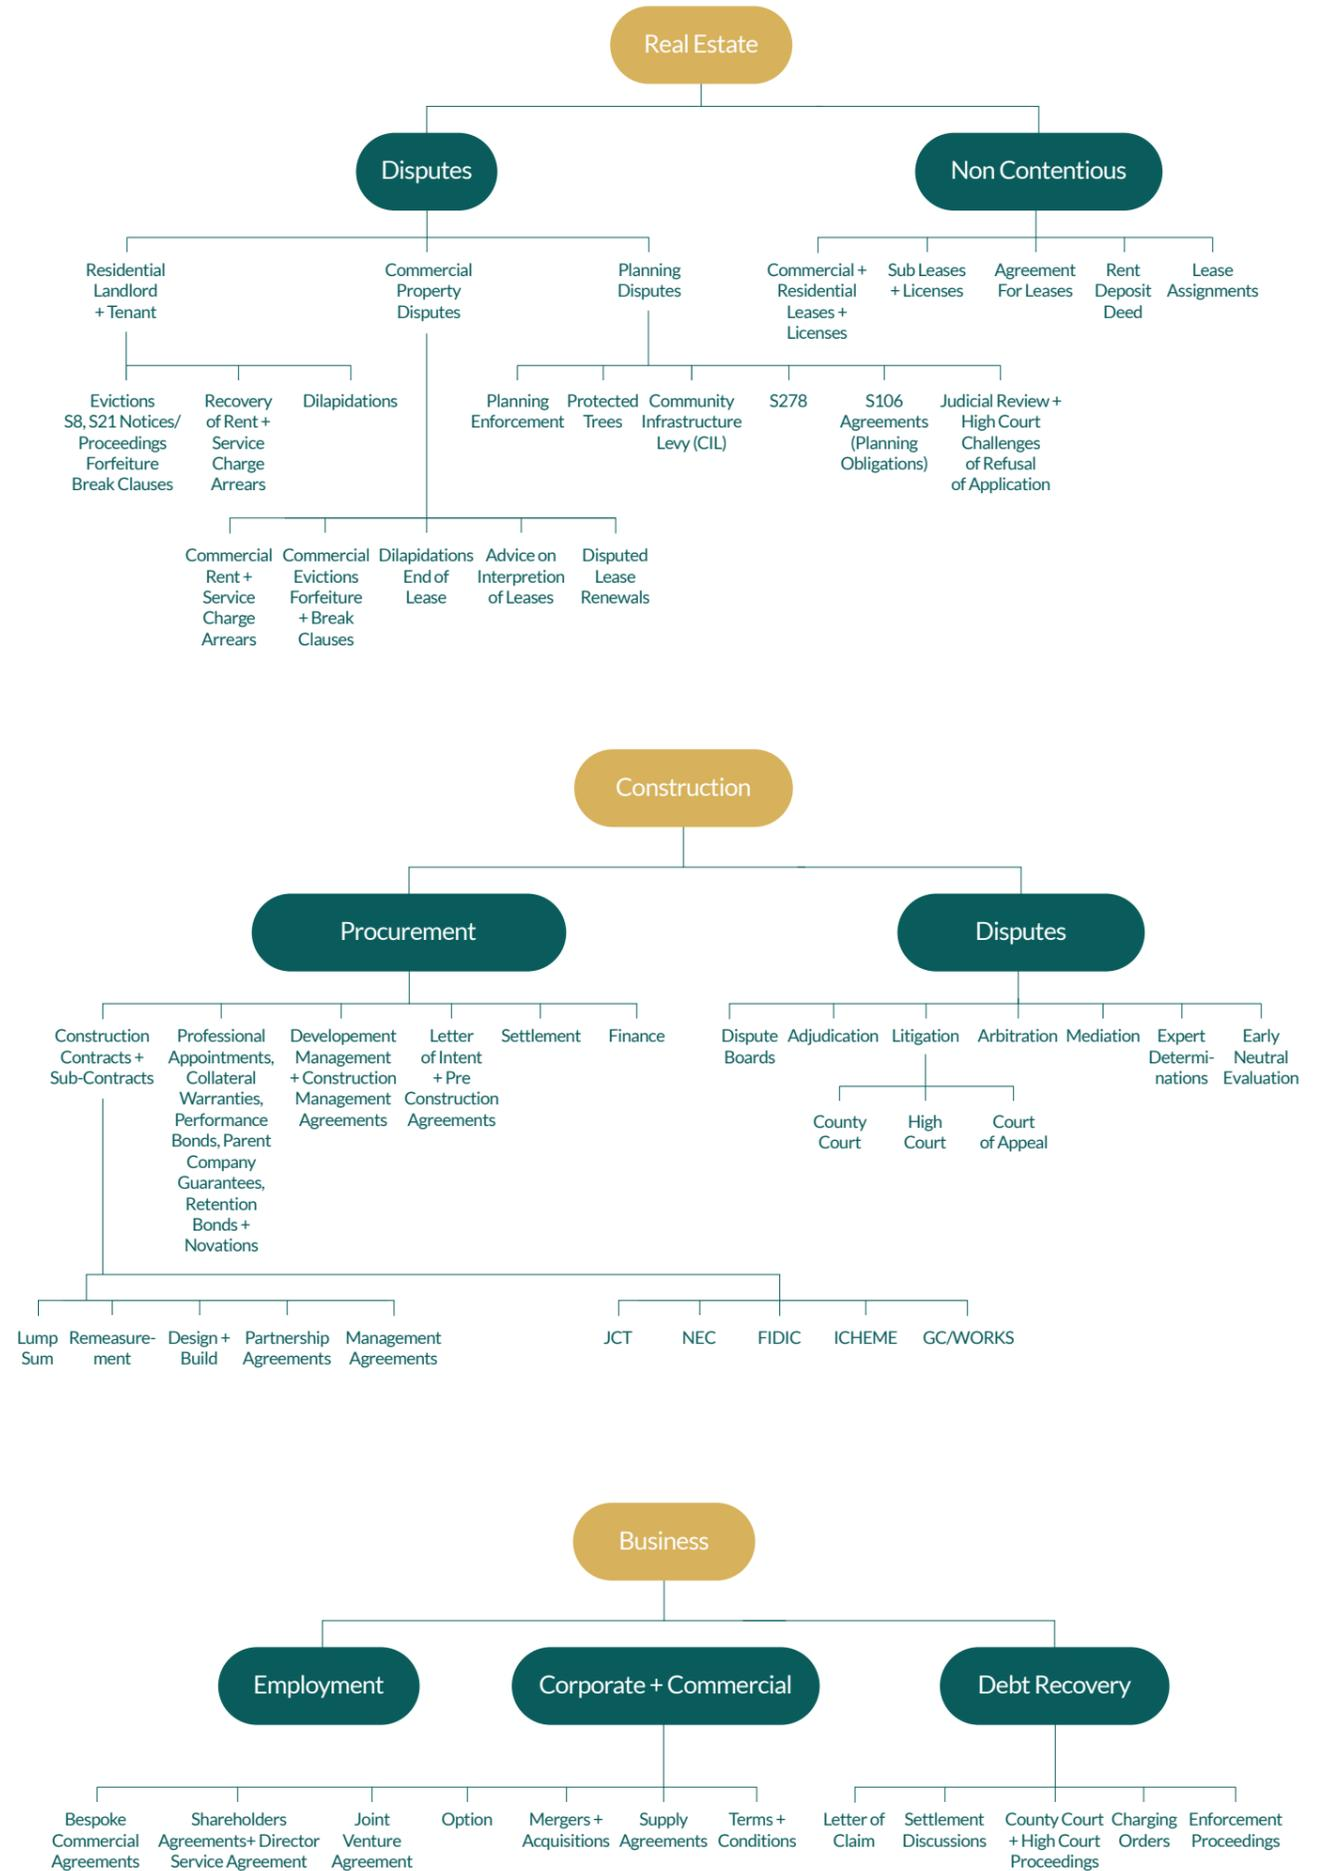 Real Estate
Disputes
Non Contentious
Residential
Landlord
+ Tenant
Commercial
Property
Disputes
Planning
Disputes
Commercial +
Residential
Leases +
Licenses
Sub Leases
+ Licenses
Agreement
For Leases
Rent
Deposit
Deed
Lease
Assignments
Evictions
S8, S21 Notices/
Proceedings
Forfeiture
Break Clauses
Recovery
of Rent +
Service
Charge
Arrears
Dilapidations
Planning
Enforcement
Protected
Trees
Community
Infrastructure
Levy (CIL)
S278
S106
Agreements
(Planning
Obligations)
Judicial Review +
High Court
Challenges
of Refusal
of Application
Commercial
Rent +
Service
Charge
Arrears
Commercial
Evictions
Forfeiture
+ Break
Clauses
Dilapidations
End of
Lease
Advice on
Interpretion
of Leases
Disputed
Lease
Renewals
Construction
Procurement
Disputes
Construction
Contracts +
Sub-Contracts
Professional
Appointments,
Collateral
Warranties,
Performance
Bonds, Parent
Company
Guarantees,
Retention
Bonds +
Novations
Developement
Management
+ Construction
Management
Agreements
Letter
of Intent
+ Pre
Construction
Agreements
Settlement
Finance
Dispute
Boards
Adjudication
Litigation
Arbitration
Mediation
Expert
Determi-
nations
Early
Neutral
Evaluation
County
Court
High
Court
Court
of Appeal
Lump
Sum
Remeasure-
ment
Design +
Build
Partnership
Agreements
Management
Agreements
JCT
NEC
FIDIC
ICHEME
GC/WORKS
Business
Employment
Corporate + Commercial
Debt Recovery
Bespoke
Commercial
Agreements
Shareholders
Agreements+ Director
Service Agreement
Joint
Venture
Agreement
Option
Mergers +
Acquisitions
Supply
Agreements
Terms +
Conditions
Letter of
Claim
Settlement
Discussions
County Court
+ High Court
Proceedings
Charging
Orders
Enforcement
Proceedings